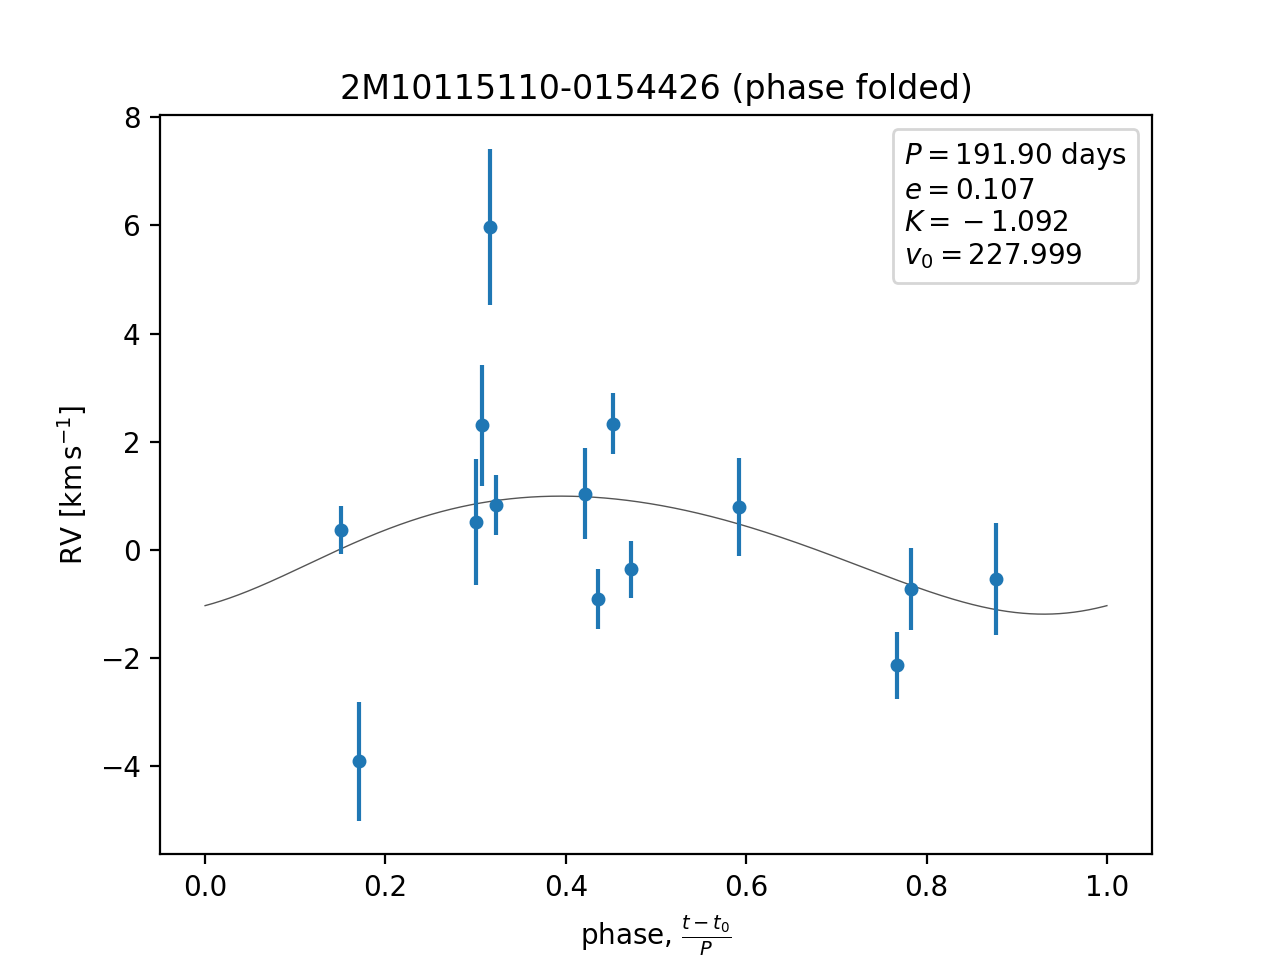 2M10115110-0154426 (phase folded)
P = 191.90 days
e = 0.107
K = −1.092
v₀ = 227.999
8
6
4
2
0
−2
−4
RV [km s⁻¹]
0.0 0.2 0.4 0.6 0.8 1.0
phase, (t − t₀)/P